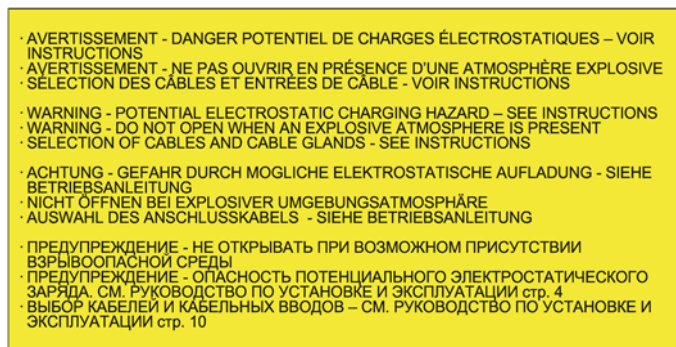 · AVERTISSEMENT - DANGER POTENTIEL DE CHARGES ÉLECTROSTATIQUES – VOIR
INSTRUCTIONS
· AVERTISSEMENT - NE PAS OUVRIR EN PRÉSENCE D'UNE ATMOSPHÈRE EXPLOSIVE
· SÉLECTION DES CÂBLES ET ENTRÉES DE CÂBLE - VOIR INSTRUCTIONS
· WARNING - POTENTIAL ELECTROSTATIC CHARGING HAZARD – SEE INSTRUCTIONS
· WARNING - DO NOT OPEN WHEN AN EXPLOSIVE ATMOSPHERE IS PRESENT
· SELECTION OF CABLES AND CABLE GLANDS - SEE INSTRUCTIONS
· ACHTUNG - GEFAHR DURCH MOGLICHE ELEKTROSTATISCHE AUFLADUNG - SIEHE
BETRIEBSANLEITUNG
· NICHT ÖFFNEN BEI EXPLOSIVER UMGEBUNGSATMOSPHÄRE
· AUSWAHL DES ANSCHLUSSKABELS - SIEHE BETRIEBSANLEITUNG
· ПРЕДУПРЕЖДЕНИЕ - НЕ ОТКРЫВАТЬ ПРИ ВОЗМОЖНОМ ПРИСУТСТВИИ
ВЗРЫВООПАСНОЙ СРЕДЫ
· ПРЕДУПРЕЖДЕНИЕ - ОПАСНОСТЬ ПОТЕНЦИАЛЬНОГО ЭЛЕКТРОСТАТИЧЕСКОГО
ЗАРЯДА. СМ. РУКОВОДСТВО ПО УСТАНОВКЕ И ЭКСПЛУАТАЦИИ стр. 4
· ВЫБОР КАБЕЛЕЙ И КАБЕЛЬНЫХ ВВОДОВ – СМ. РУКОВОДСТВО ПО УСТАНОВКЕ И
ЭКСПЛУАТАЦИИ стр. 10